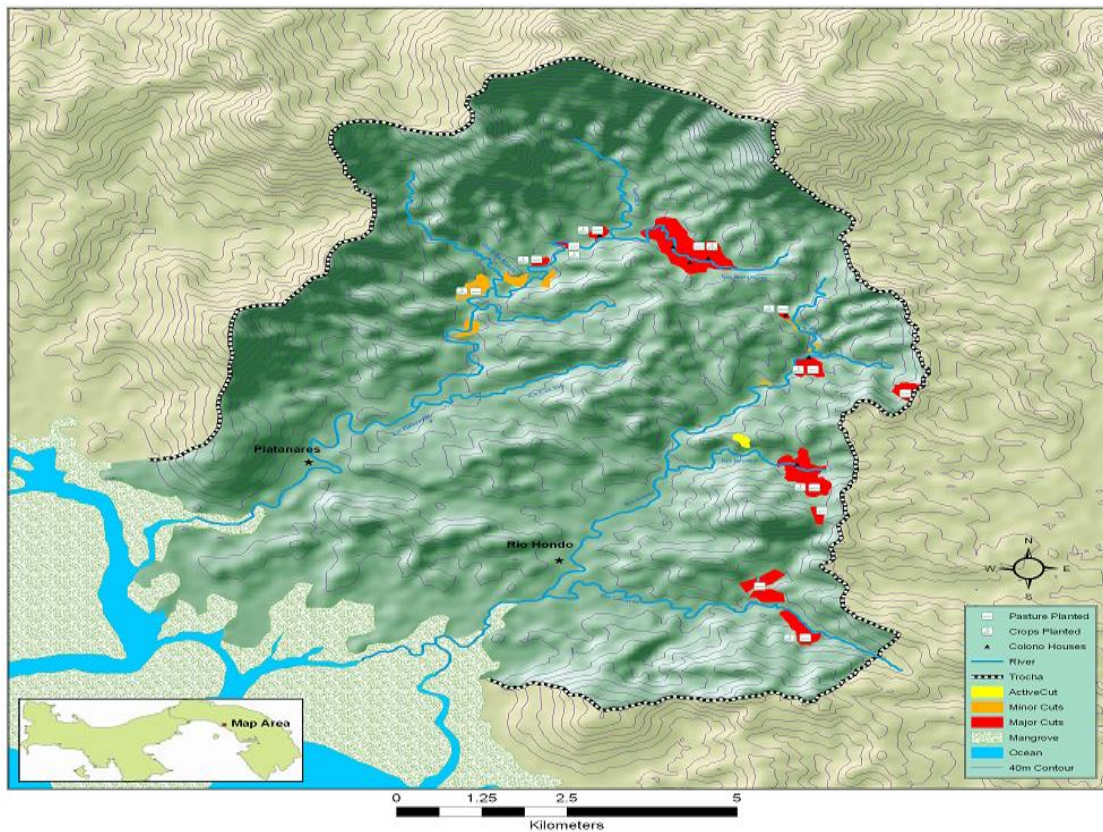 Platanares
Rio Hondo
N
W
E
S
Pasture Planted
Crops Planted
Colono Houses
River
Trocha
ActiveCut
Minor Cuts
Major Cuts
Mangrove
Ocean
40m Contour
Map Area
0 1.25 2.5 5
Kilometers